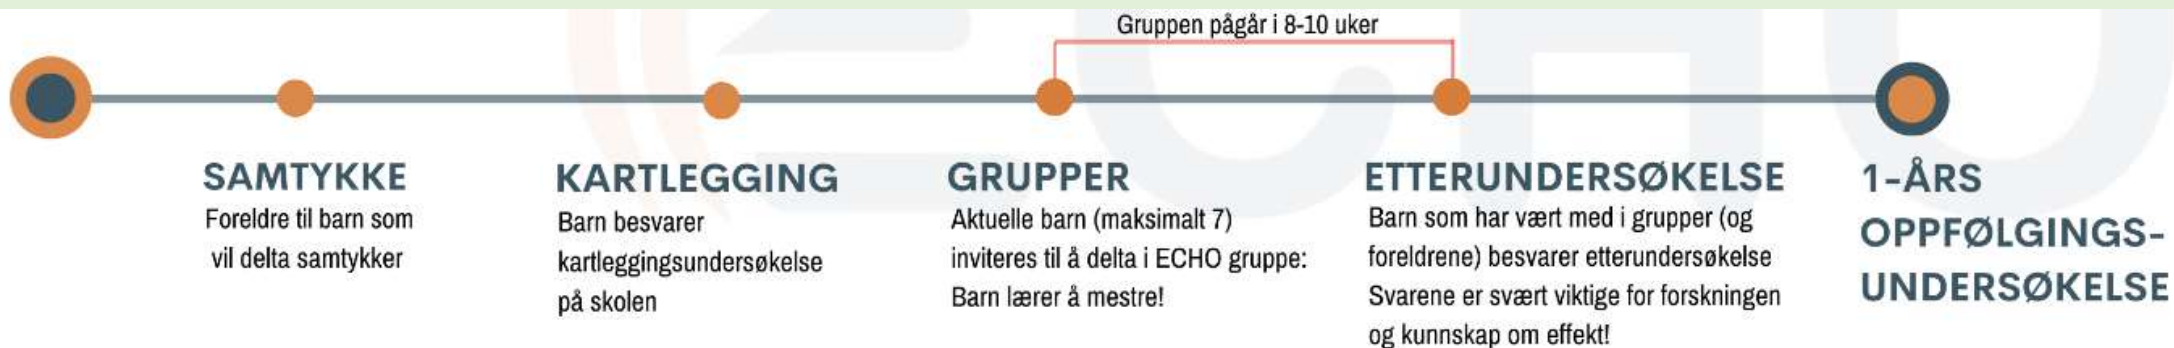 Gruppen pågår i 8-10 uker
SAMTYKKE
Foreldre til barn som
vil delta samtykker
KARTLEGGING
Barn besvarer
kartleggingsundersøkelse
på skolen
GRUPPER
Aktuelle barn (maksimalt 7)
inviteres til å delta i ECHO gruppe:
Barn lærer å mestre!
ETTERUNDERSØKELSE
Barn som har vært med i grupper (og
foreldrene) besvarer etterundersøkelse
Svarene er svært viktige for forskningen
og kunnskap om effekt!
1-ÅRS
OPPFØLGINGS-
UNDERSØKELSE
ECHO